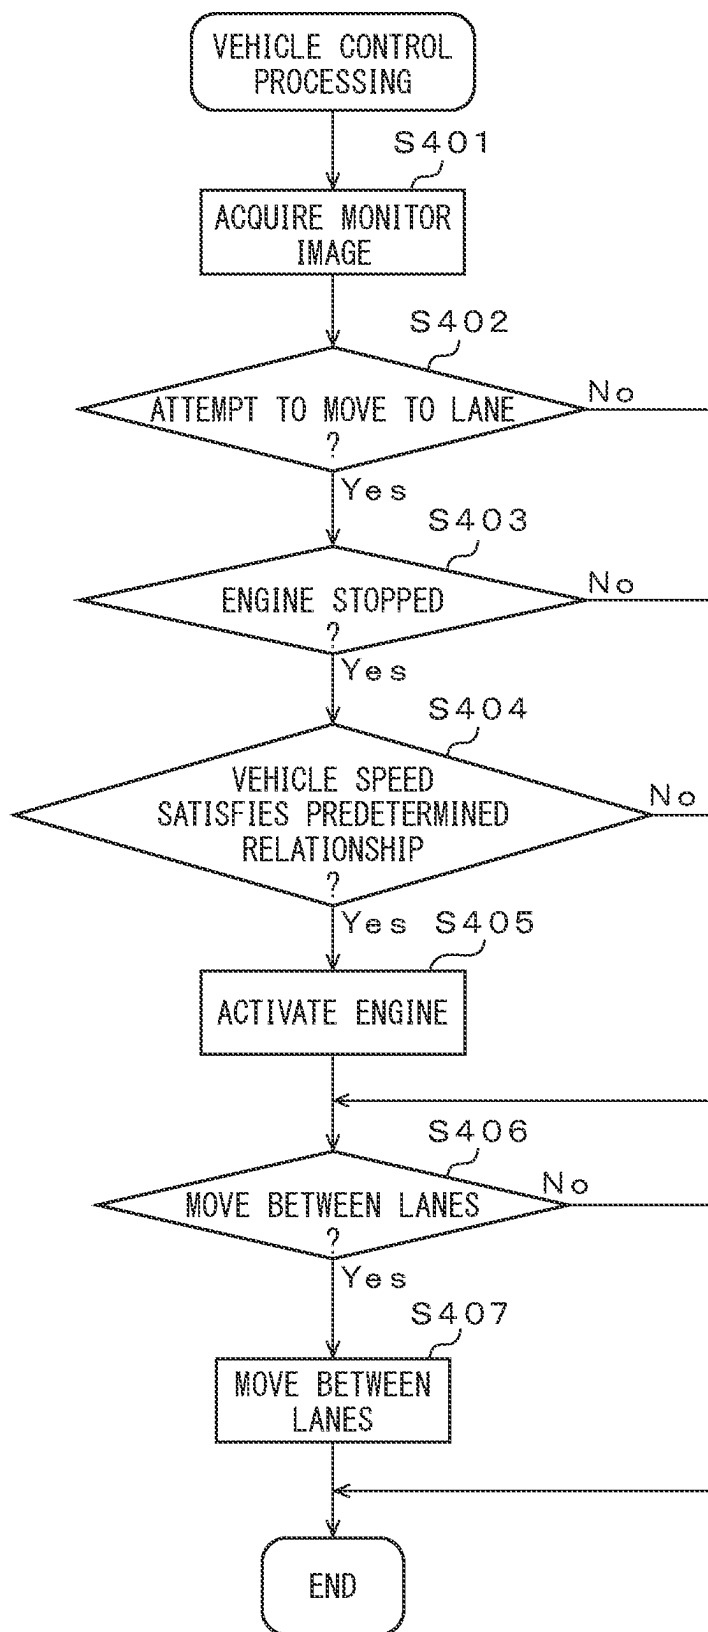 VEHICLE CONTROL
PROCESSING
S401
ACQUIRE MONITOR
IMAGE
S402
ATTEMPT TO MOVE TO LANE
?
No
Yes
S403
ENGINE STOPPED
?
No
Yes
S404
VEHICLE SPEED
SATISFIES PREDETERMINED
RELATIONSHIP
?
No
Yes
S405
ACTIVATE ENGINE
S406
MOVE BETWEEN LANES
?
No
Yes
S407
MOVE BETWEEN
LANES
END